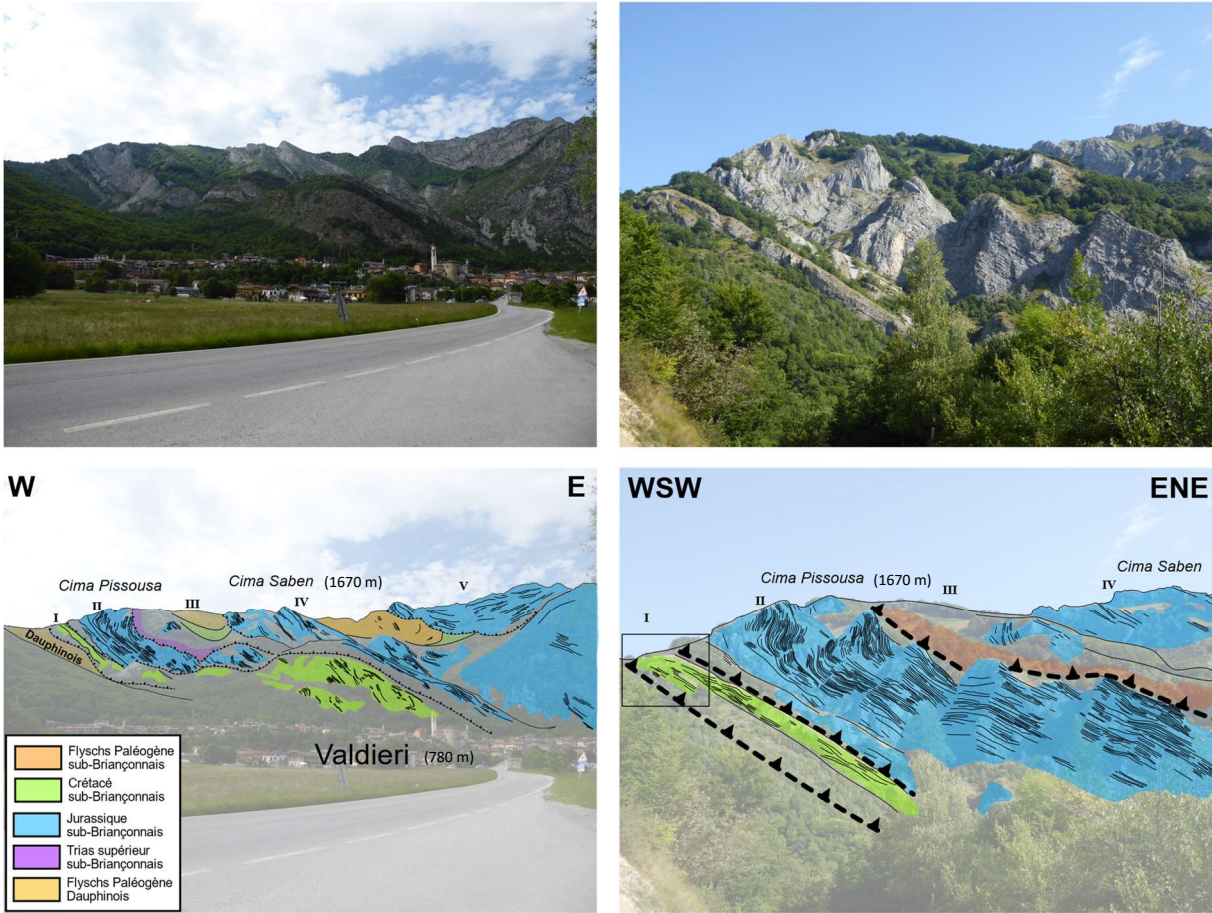 W
E
Cima Pissousa
Cima Saben (1670 m)
I
II
III
IV
V
Dauphinois
Valdieri (780 m)
Flyschs Paléogène
sub-Briançonnais
Crétacé
sub-Briançonnais
Jurassique
sub-Briançonnais
Trias supérieur
sub-Briançonnais
Flyschs Paléogène
Dauphinois
WSW
ENE
Cima Pissousa (1670 m)
Cima Saben
I
II
III
IV